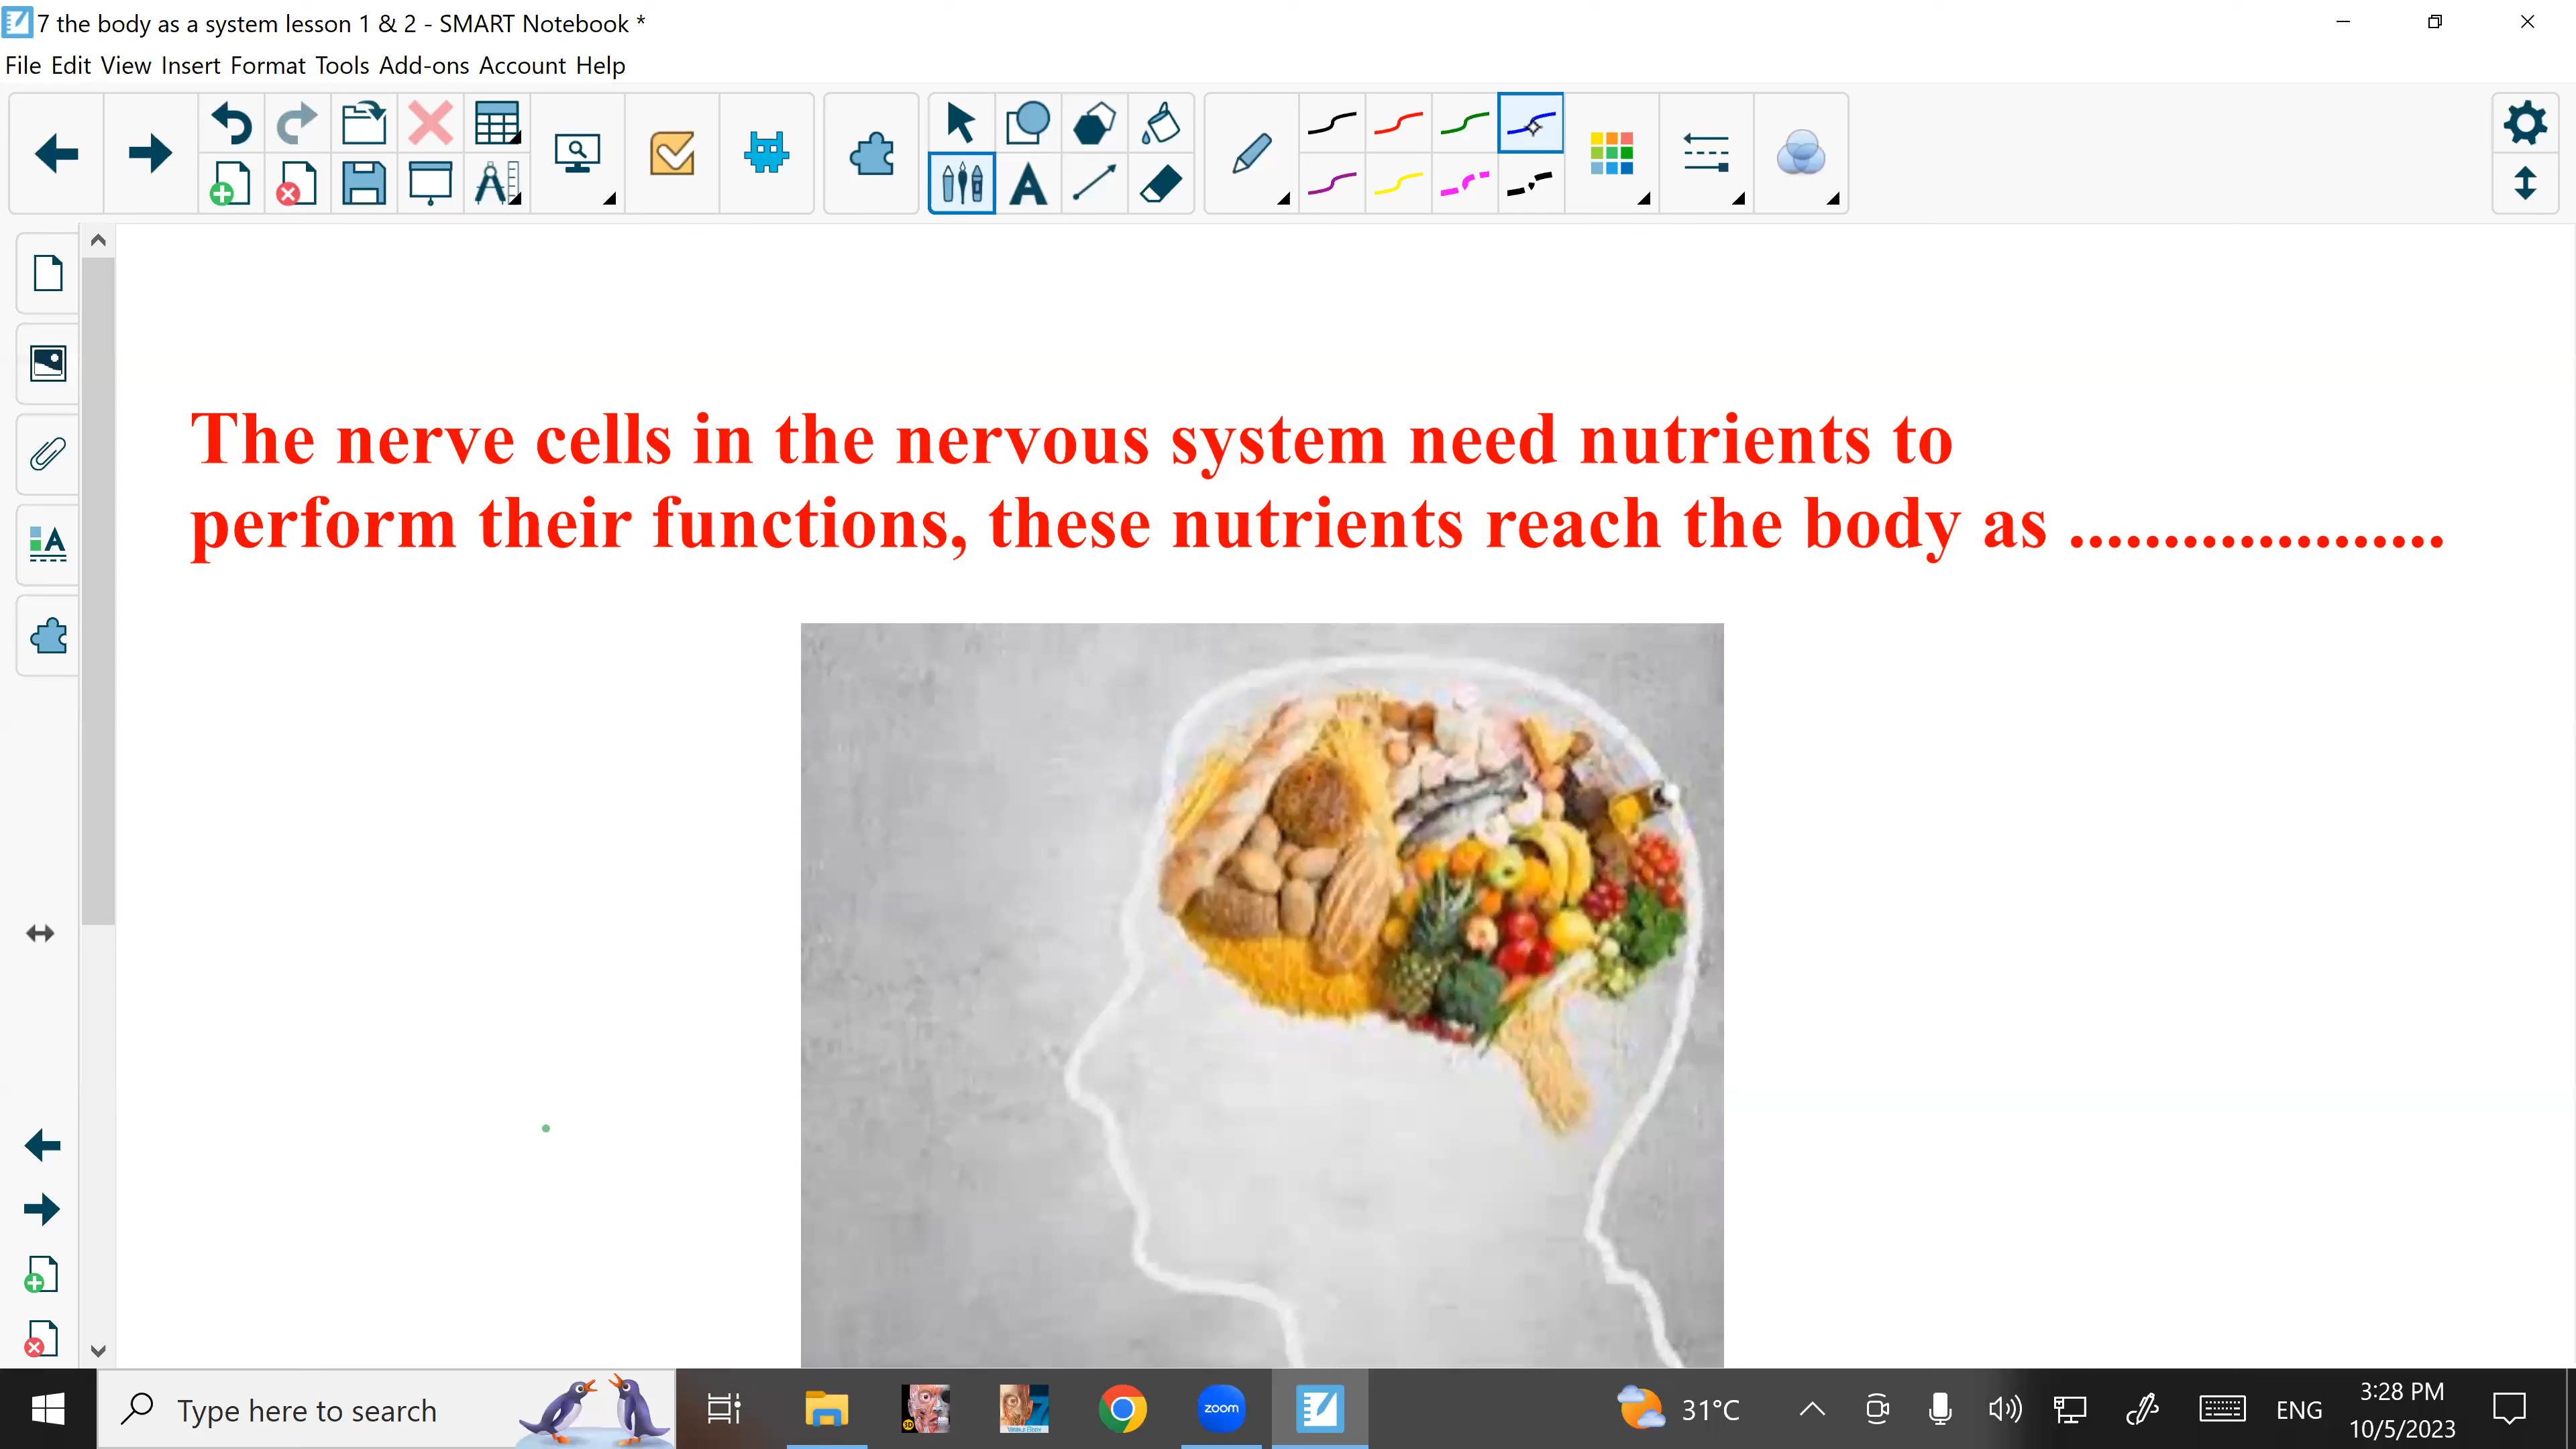 7 the body as a system lesson 1 & 2 - SMART Notebook *
File Edit View Insert Format Tools Add-ons Account Help
The nerve cells in the nervous system need nutrients to
perform their functions, these nutrients reach the body as ....................
Type here to search
zoom
31°C
ENG
3:28 PM
10/5/2023